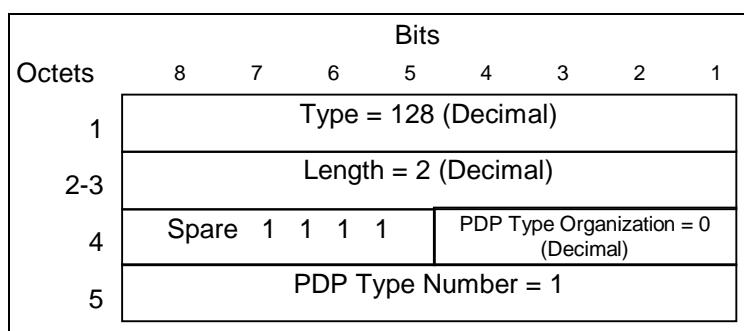 Bits
Octets 8 7 6 5 4 3 2 1
1 Type = 128 (Decimal)
2-3 Length = 2 (Decimal)
4 Spare 1 1 1 1 PDP Type Organization = 0
(Decimal)
5 PDP Type Number = 1